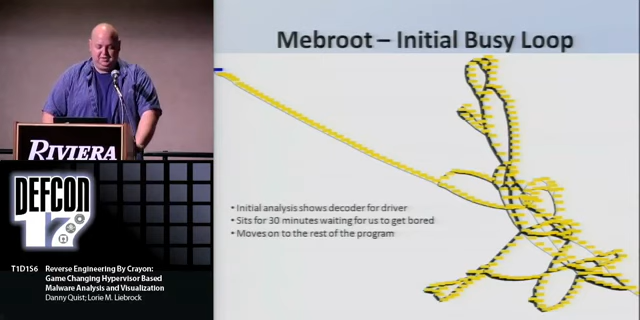 Mebroot – Initial Busy Loop
• Initial analysis shows decoder for driver
• Sits for 30 minutes waiting for us to get bored
• Moves on to the rest of the program
RIVIERA
DEFCON
17
T1D1S6
Reverse Engineering By Crayon:
Game Changing Hypervisor Based
Malware Analysis and Visualization
Danny Quist; Lorie M. Liebrock